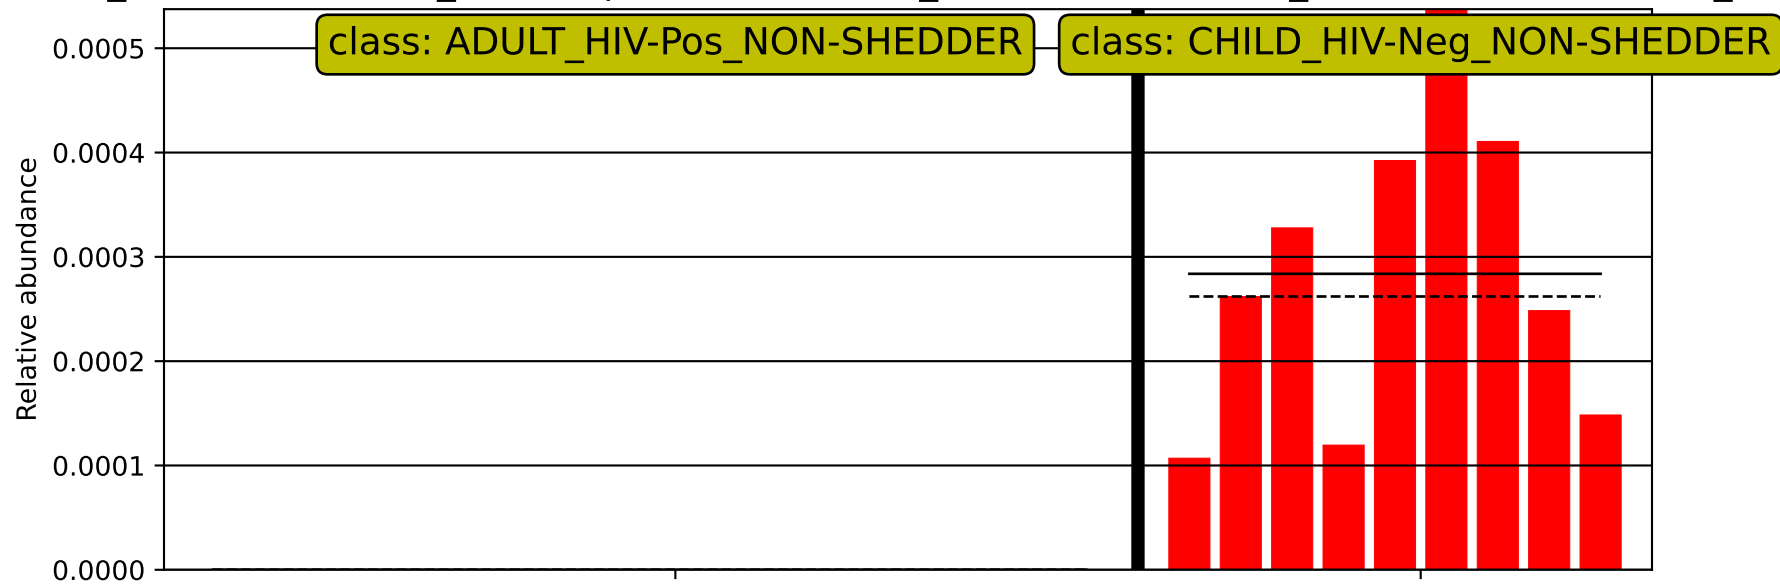 class: ADULT_HIV-Pos_NON-SHEDDER
class: CHILD_HIV-Neg_NON-SHEDDER
0.0005
0.0004
0.0003
0.0002
0.0001
0.0000
Relative abundance